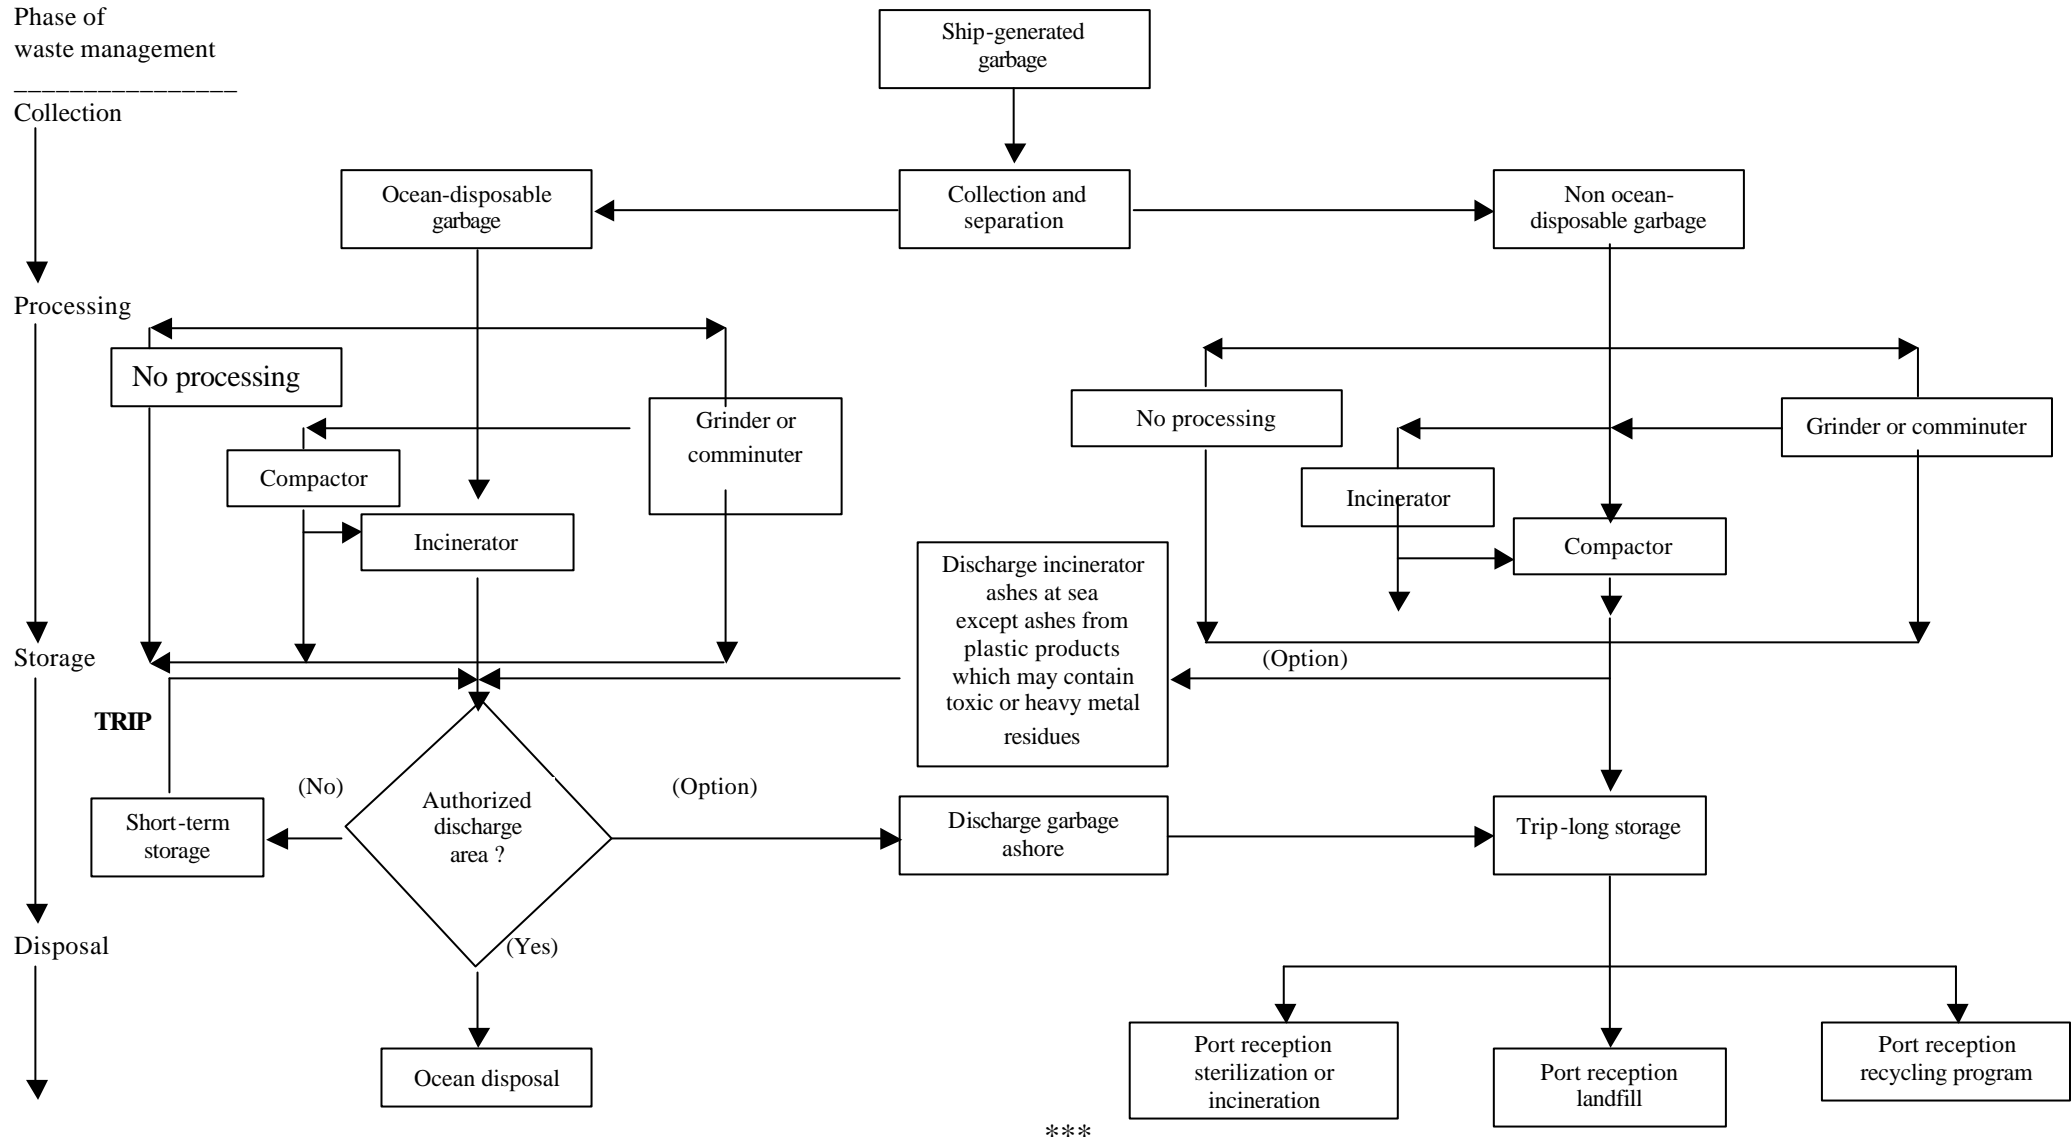 Phase of
waste management
________________
Collection
Ship-generated
garbage
Ocean-disposable
garbage
Collection and
separation
Non ocean-
disposable garbage
Processing
No processing
Grinder or
comminuter
Compactor
Incinerator
No processing
Grinder or comminuter
Incinerator
Compactor
Discharge incinerator
ashes at sea
except ashes from
plastic products
which may contain
toxic or heavy metal
residues
Storage
(Option)
TRIP
(No)
(Option)
Short-term
storage
Authorized
discharge
area ?
Discharge garbage
ashore
Trip-long storage
Disposal
(Yes)
Ocean disposal
Port reception
sterilization or
incineration
Port reception
landfill
Port reception
recycling program
***